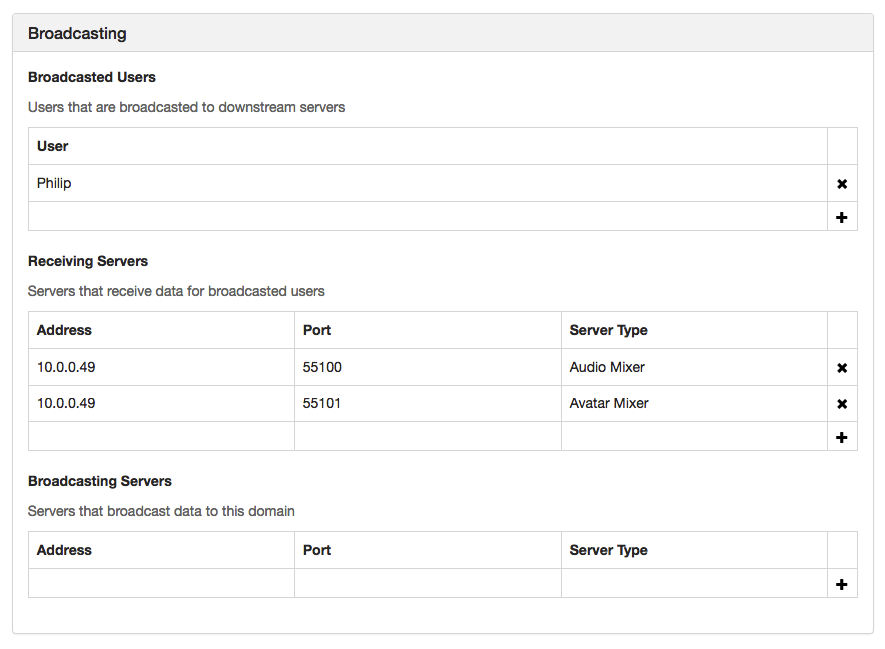 Broadcasting
Broadcasted Users
Users that are broadcasted to downstream servers
User
Philip
Receiving Servers
Servers that receive data for broadcasted users
Address Port Server Type
10.0.0.49 55100 Audio Mixer
10.0.0.49 55101 Avatar Mixer
Broadcasting Servers
Servers that broadcast data to this domain
Address Port Server Type